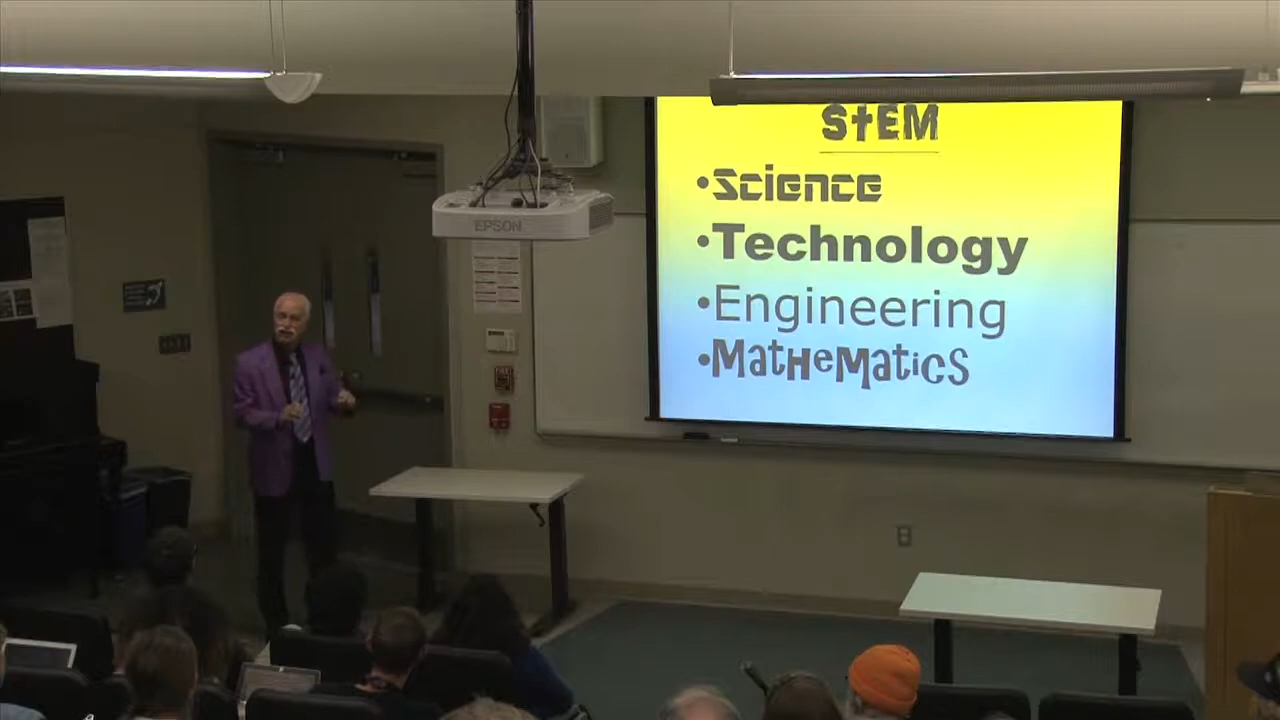 STEM
•Science
•Technology
•Engineering
•MatHeMatiCS
EPSON